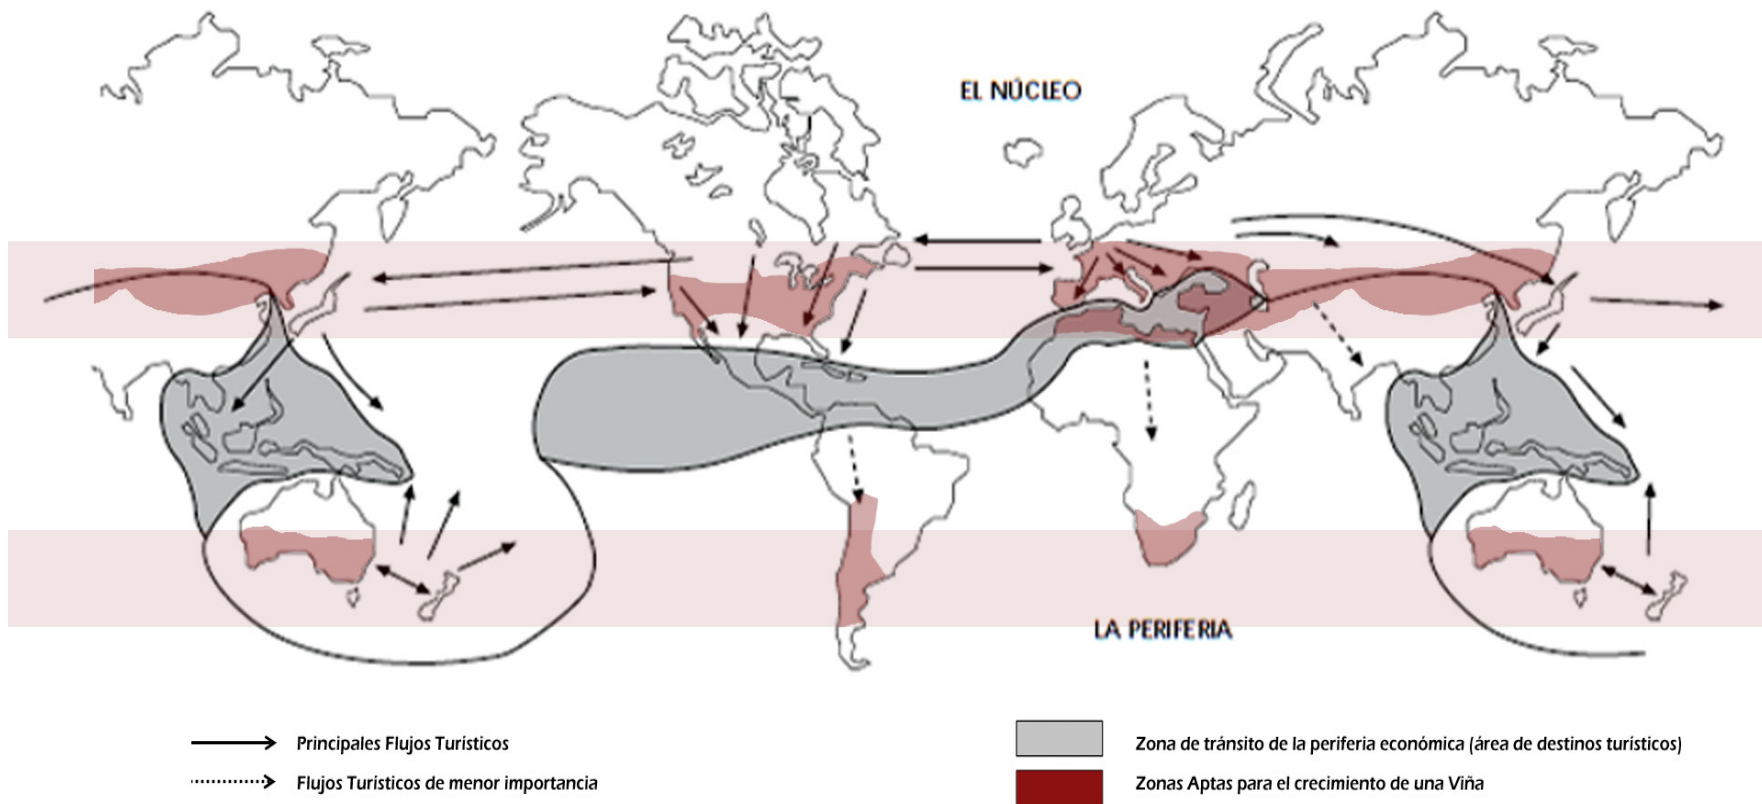 EL NÚCLEO
LA PERIFERIA
Principales Flujos Turísticos
Zona de tránsito de la periferia económica (área de destinos turísticos)
Flujos Turísticos de menor importancia
Zonas Aptas para el crecimiento de una Viña